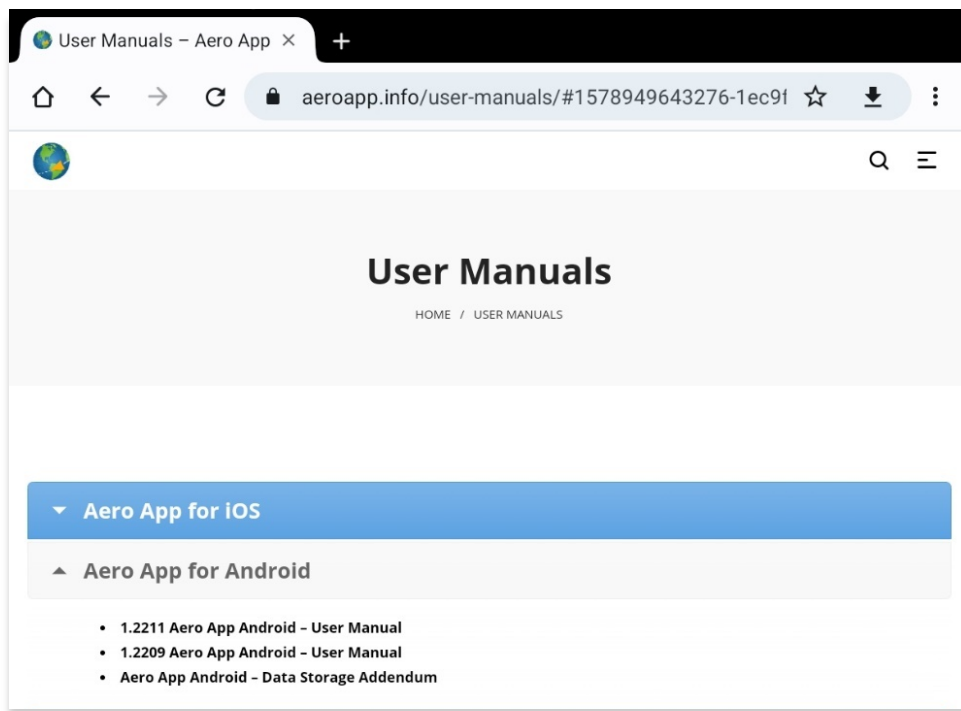 User Manuals – Aero App
aeroapp.info/user-manuals/#1578949643276-1ec9f
User Manuals
HOME / USER MANUALS
Aero App for iOS
Aero App for Android
• 1.2211 Aero App Android – User Manual
• 1.2209 Aero App Android – User Manual
• Aero App Android – Data Storage Addendum